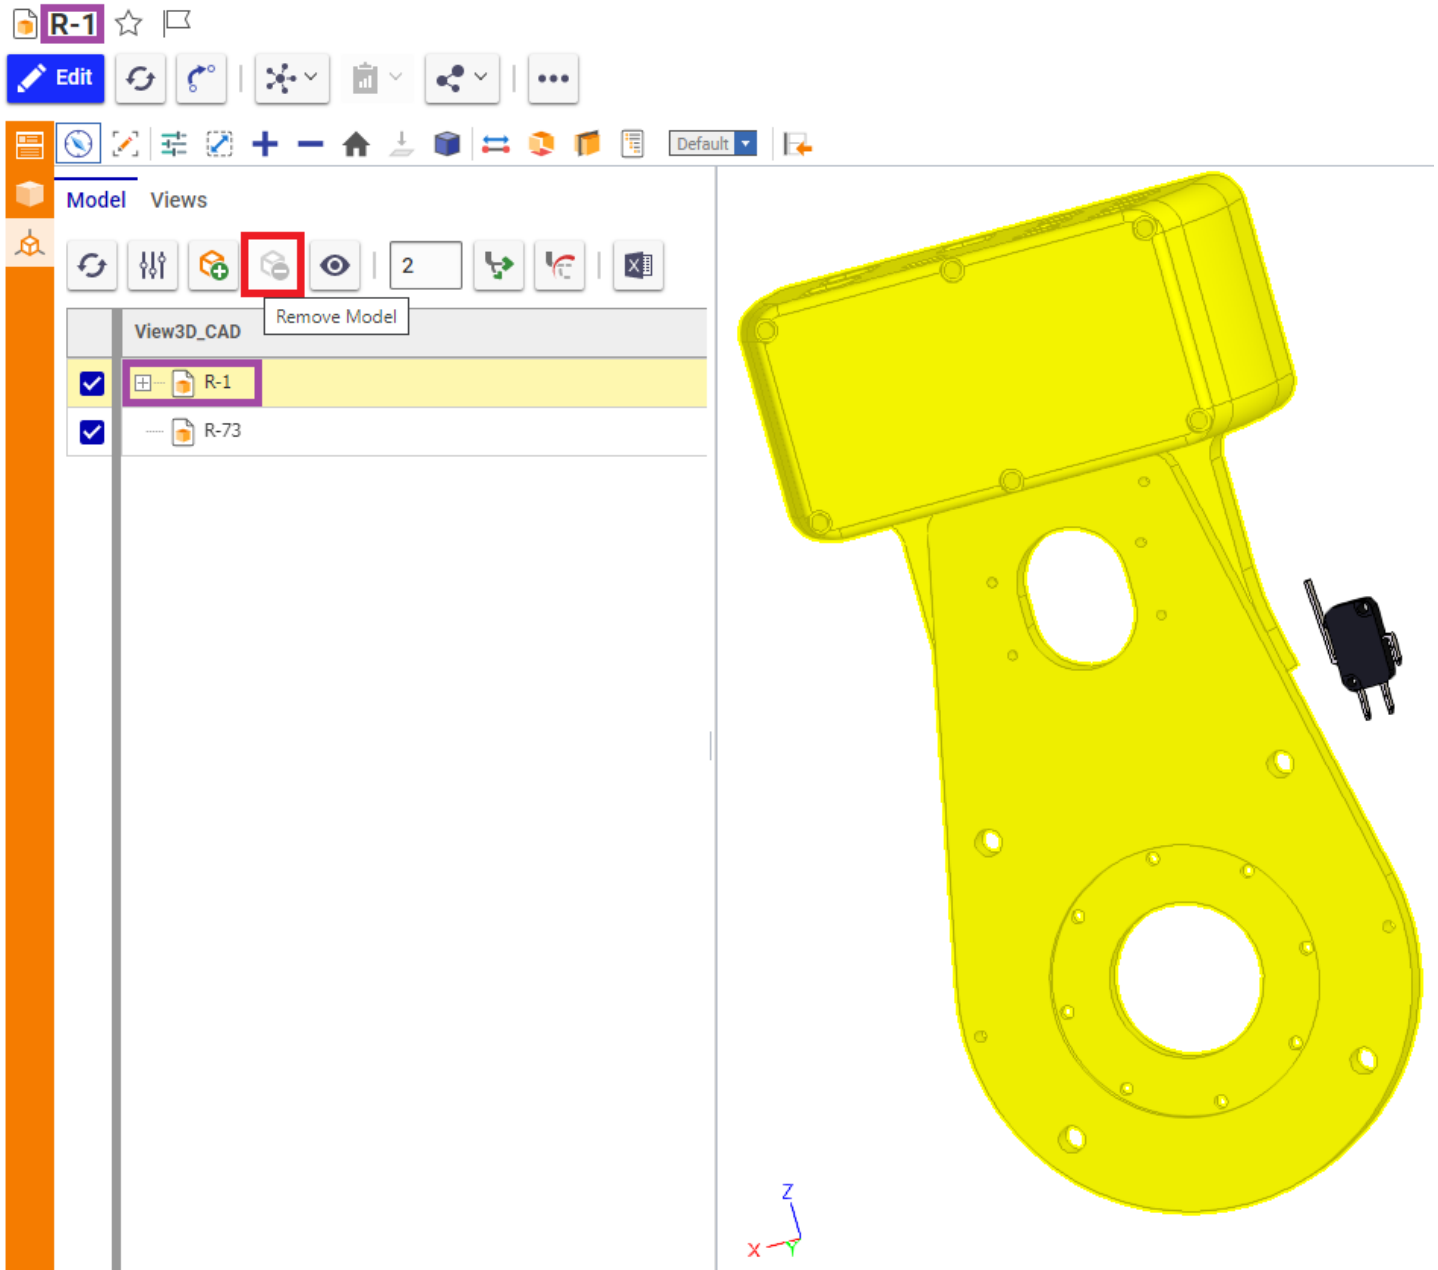 R-1
Edit
Default
Model Views
2
Remove Model
View3D_CAD
R-1
R-73
Z
X
Y